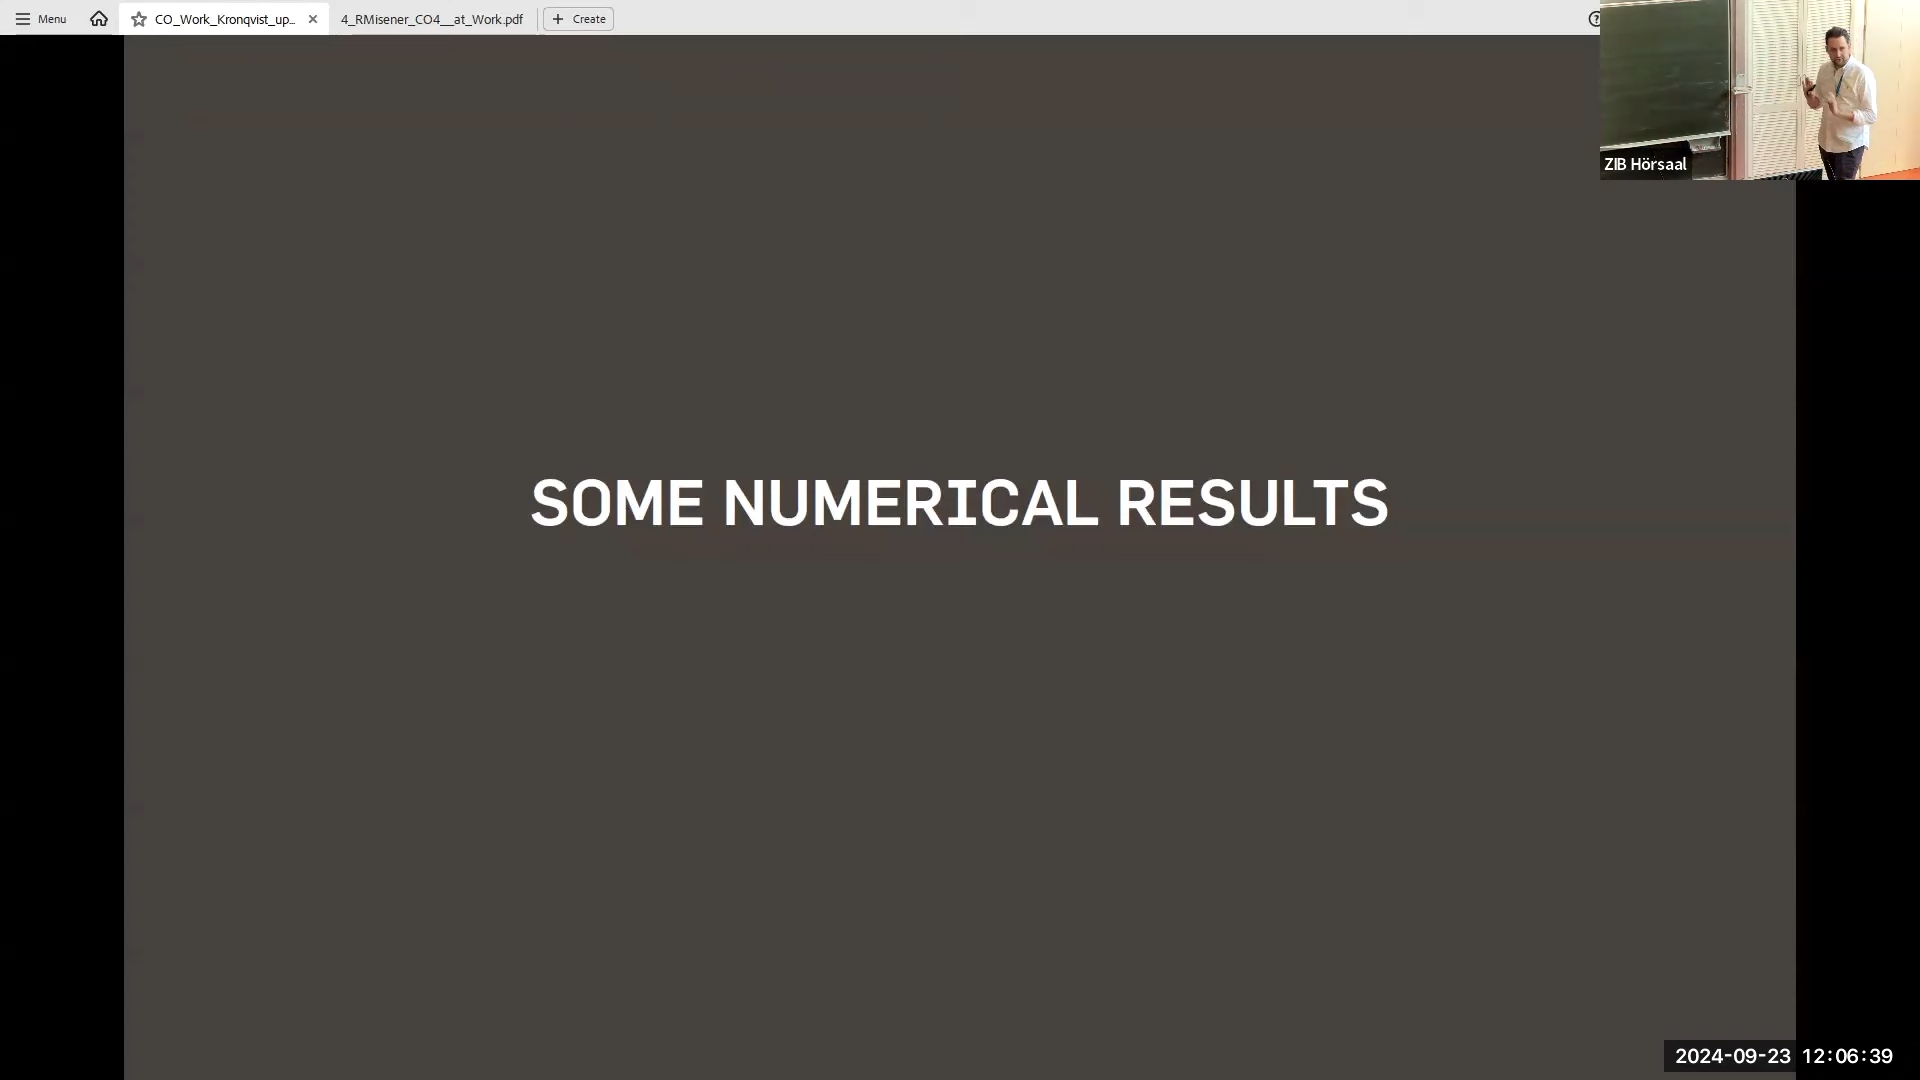 Menu
CO_Work_Kronqvist_up...
4_RMisener_CO4__at_Work.pdf
+ Create
ZIB Hörsaal
SOME NUMERICAL RESULTS
2024-09-23 12:06:39